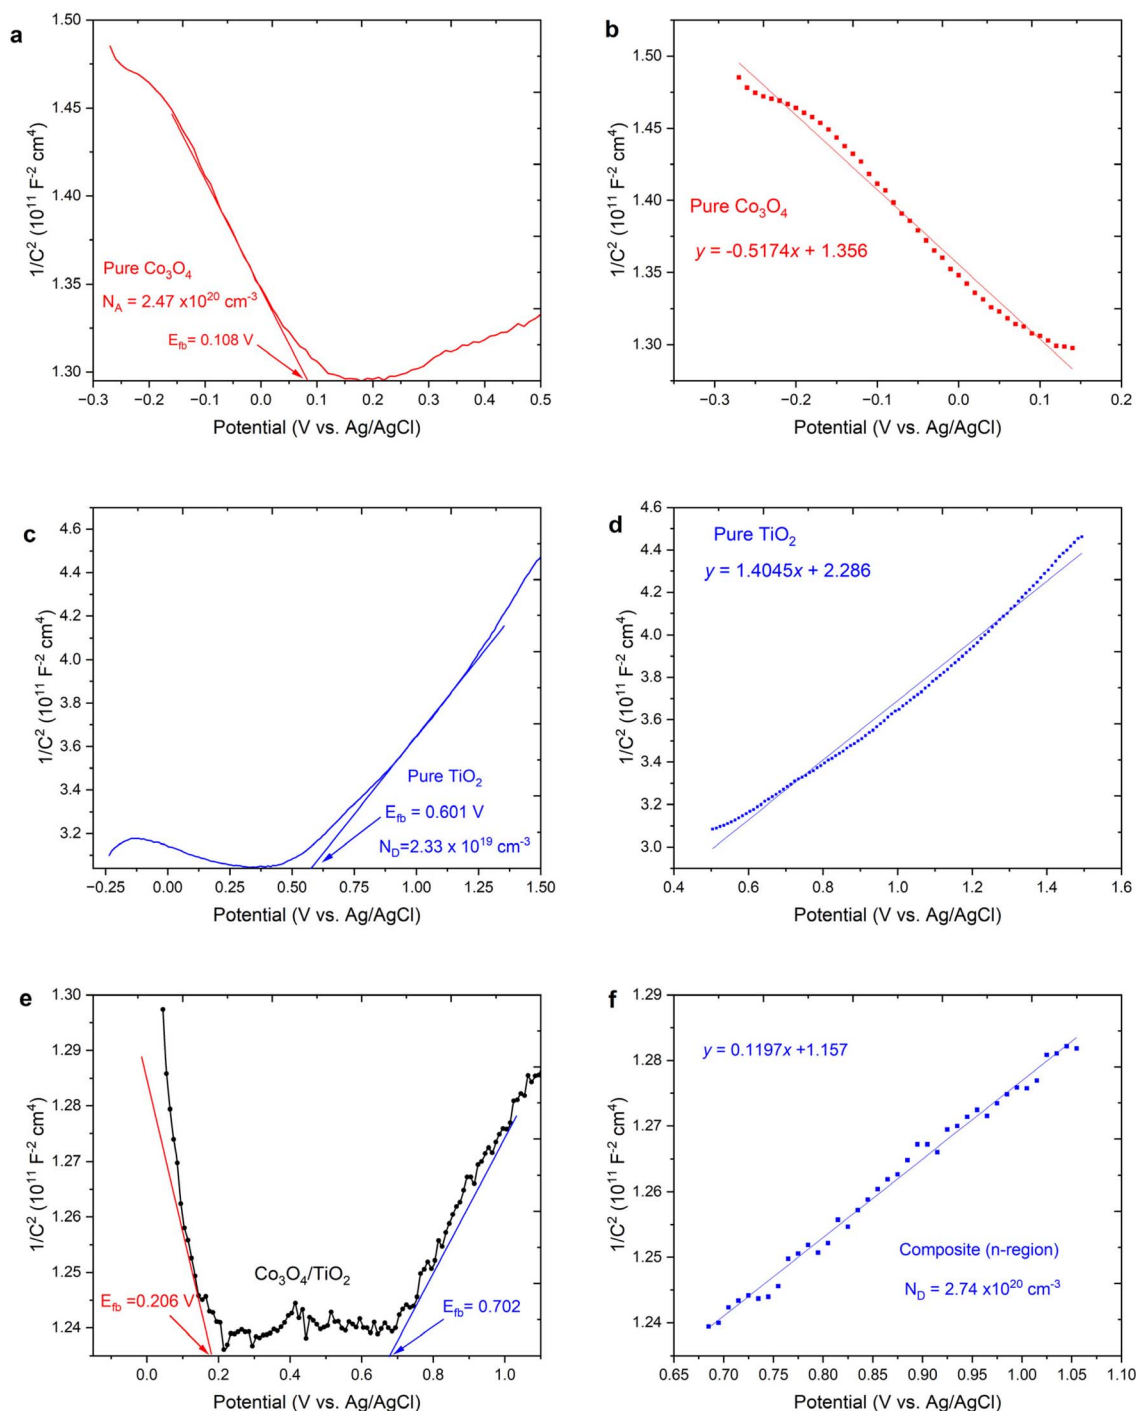 a
1.50
1.45
1.40
1.35
1.30
1/C² (10¹¹ F⁻² cm⁴)
Pure Co₃O₄
N_A = 2.47 x10²⁰ cm⁻³
E_fb= 0.108 V
−0.3 −0.2 −0.1 0.0 0.1 0.2 0.3 0.4 0.5
Potential (V vs. Ag/AgCl)
b
1.50
1.45
1.40
1.35
1.30
1/C² (10¹¹ F⁻² cm⁴)
Pure Co₃O₄
y = -0.5174x + 1.356
−0.3 −0.2 −0.1 0.0 0.1 0.2
Potential (V vs. Ag/AgCl)
c
4.6
4.4
4.2
4.0
3.8
3.6
3.4
3.2
1/C² (10¹¹ F⁻² cm⁴)
Pure TiO₂
E_fb = 0.601 V
N_D=2.33 x 10¹⁹ cm⁻³
−0.25 0.00 0.25 0.50 0.75 1.00 1.25 1.50
Potential (V vs. Ag/AgCl)
d
4.6
4.4
4.2
4.0
3.8
3.6
3.4
3.2
3.0
1/C² (10¹¹ F⁻² cm⁴)
Pure TiO₂
y = 1.4045x + 2.286
0.4 0.6 0.8 1.0 1.2 1.4 1.6
Potential (V vs. Ag/AgCl)
e
1.30
1.29
1.28
1.27
1.26
1.25
1.24
1/C² (10¹¹ F⁻² cm⁴)
Co₃O₄/TiO₂
E_fb=0.206 V
E_fb= 0.702
0.0 0.2 0.4 0.6 0.8 1.0
Potential (V vs. Ag/AgCl)
f
1.29
1.28
1.27
1.26
1.25
1.24
1/C² (10¹¹ F⁻² cm⁴)
y = 0.1197x +1.157
Composite (n-region)
N_D = 2.74 x10²⁰ cm⁻³
0.65 0.70 0.75 0.80 0.85 0.90 0.95 1.00 1.05 1.10
Potential (V vs. Ag/AgCl)